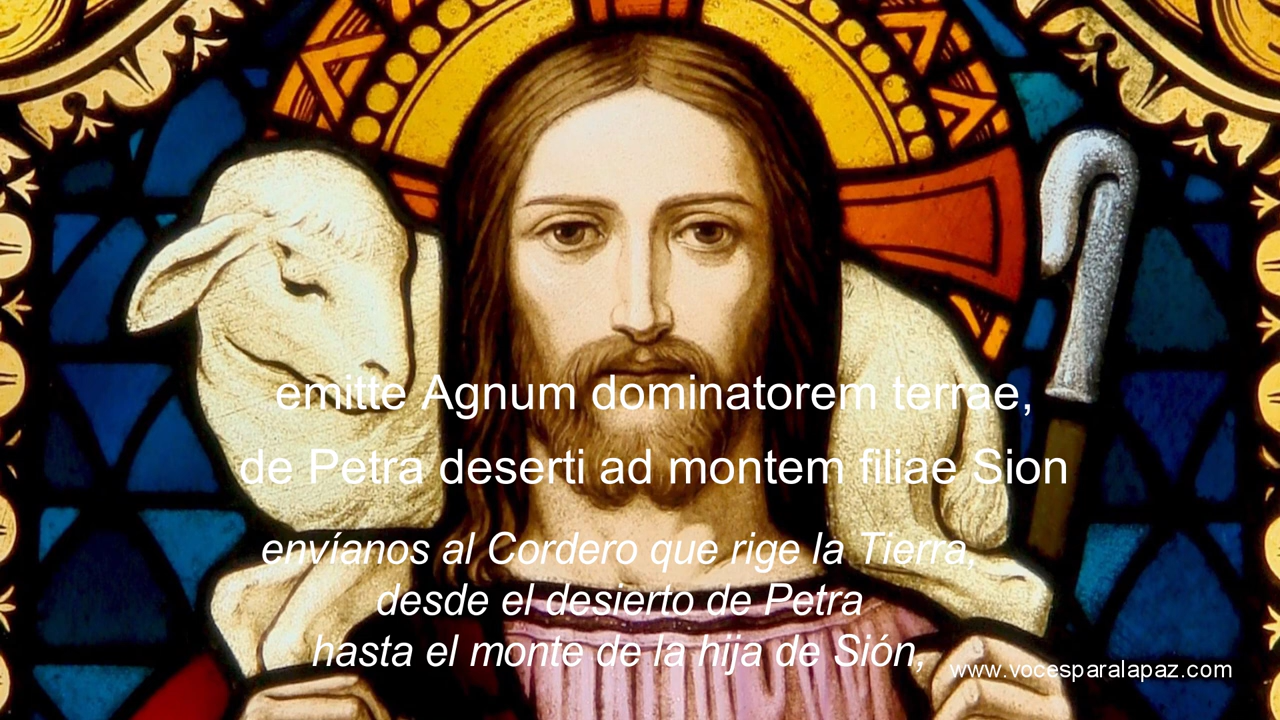 emitte Agnum dominatorem terrae,
de Petra deserti ad montem filiae Sion
envíanos al Cordero que rige la Tierra,
desde el desierto de Petra
hasta el monte de la hija de Sión,
www.vocesparalapaz.com